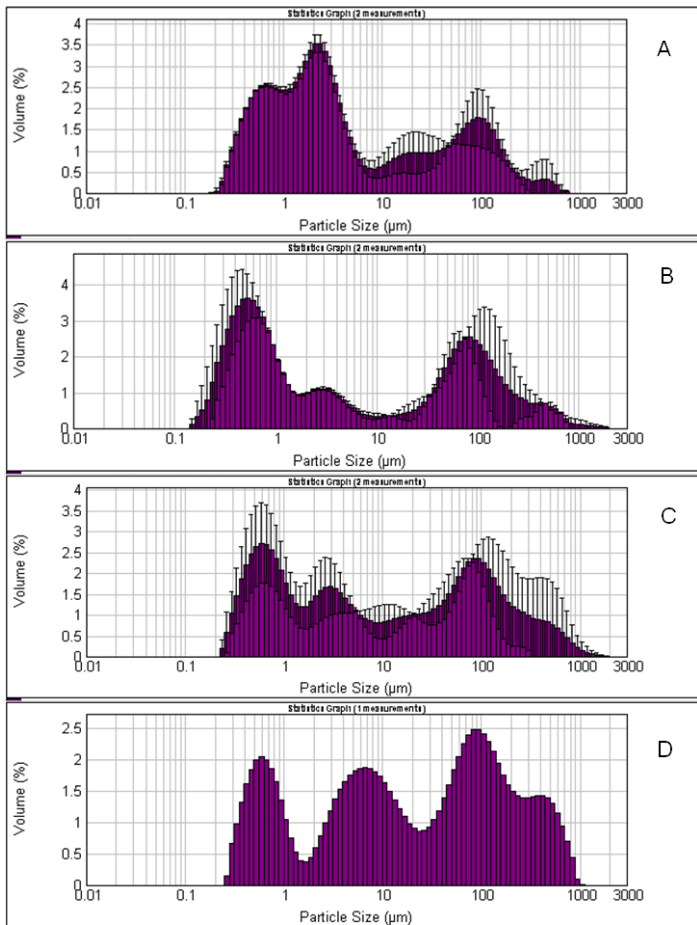 Statistics Graph (2 measurements)
A
Volume (%)
4
3.5
3
2.5
2
1.5
1
0.5
0
0.01 0.1 1 10 100 1000 3000
Particle Size (µm)
Statistics Graph (2 measurements)
B
Volume (%)
4
3
2
1
0
0.01 0.1 1 10 100 1000 3000
Particle Size (µm)
Statistics Graph (2 measurements)
C
Volume (%)
4
3.5
3
2.5
2
1.5
1
0.5
0
0.01 0.1 1 10 100 1000 3000
Particle Size (µm)
Statistics Graph (1 measurements)
D
Volume (%)
2.5
2
1.5
1
0.5
0
0.01 0.1 1 10 100 1000 3000
Particle Size (µm)